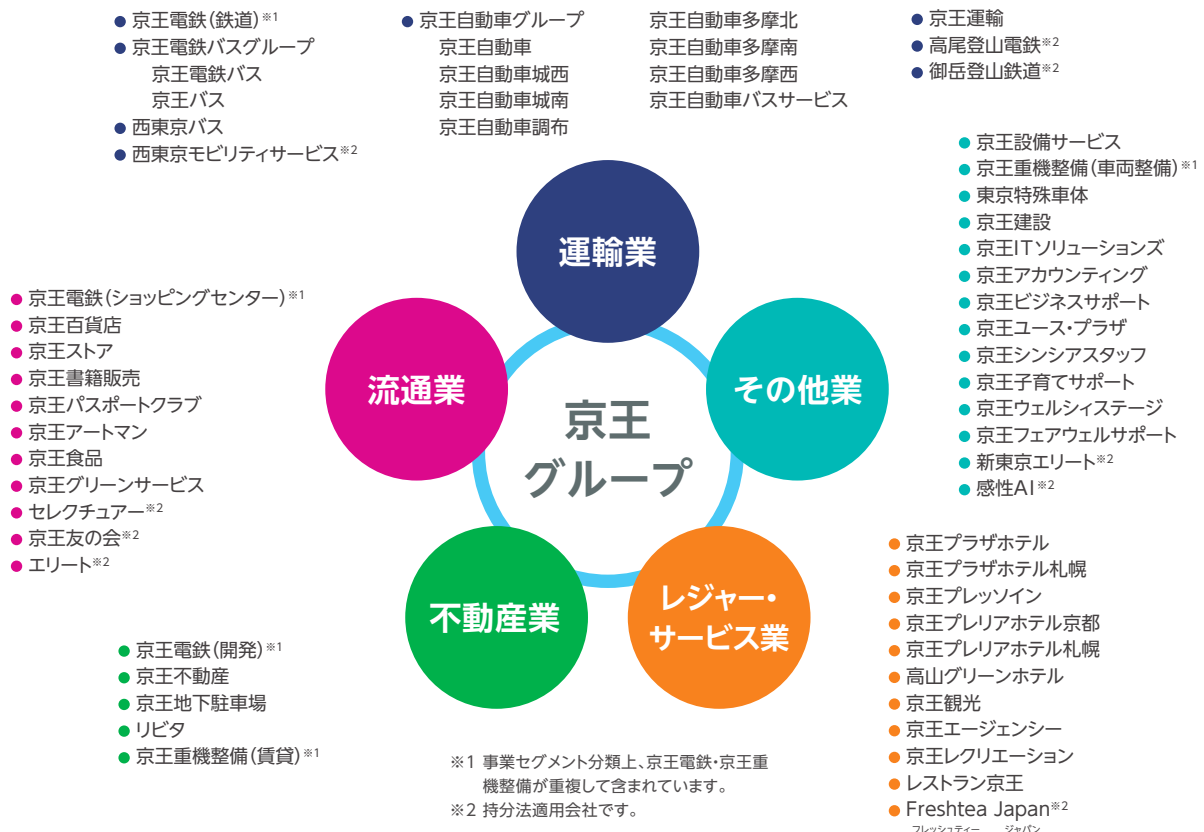 ● 京王電鉄(鉄道)※1
● 京王電鉄バスグループ
京王電鉄バス
京王バス
● 西東京バス
● 西東京モビリティサービス※2
● 京王自動車グループ
京王自動車
京王自動車城西
京王自動車城南
京王自動車調布
京王自動車多摩北
京王自動車多摩南
京王自動車多摩西
京王自動車バスサービス
● 京王運輸
● 高尾登山電鉄※2
● 御岳登山鉄道※2
運輸業
● 京王設備サービス
● 京王重機整備(車両整備)※1
● 東京特殊車体
● 京王建設
● 京王ITソリューションズ
● 京王アカウンティング
● 京王ビジネスサポート
● 京王ユース・プラザ
● 京王シンシアスタッフ
● 京王子育てサポート
● 京王ウェルシィステージ
● 京王フェアウェルサポート
● 新東京エリート※2
● 感性AI※2
その他業
● 京王電鉄(ショッピングセンター)※1
● 京王百貨店
● 京王ストア
● 京王書籍販売
● 京王パスポートクラブ
● 京王アートマン
● 京王食品
● 京王グリーンサービス
● セレクチュアー※2
● 京王友の会※2
● エリート※2
流通業
京王
グループ
不動産業
● 京王電鉄(開発)※1
● 京王不動産
● 京王地下駐車場
● リビタ
● 京王重機整備(賃貸)※1
レジャー・
サービス業
● 京王プラザホテル
● 京王プラザホテル札幌
● 京王プレッソイン
● 京王プレリアホテル京都
● 京王プレリアホテル札幌
● 高山グリーンホテル
● 京王観光
● 京王エージェンシー
● 京王レクリエーション
● レストラン京王
● Freshtea Japan※2
フレッシュティー ジャパン
※1 事業セグメント分類上、京王電鉄・京王重
機整備が重複して含まれています。
※2 持分法適用会社です。